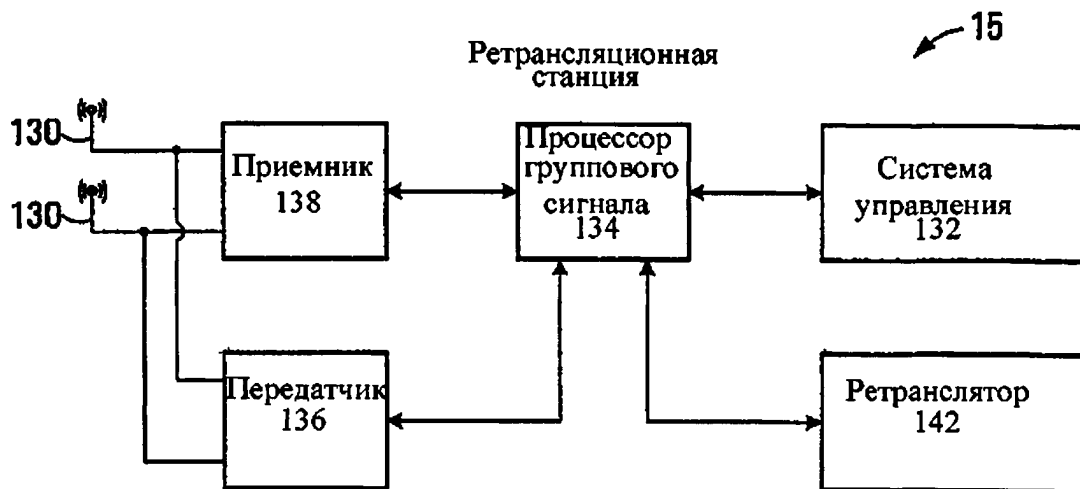 15
Ретрансляционная
станция
130
130
Приемник
138
Процессор
группового
сигнала
134
Система
управления
132
Передатчик
136
Ретранслятор
142